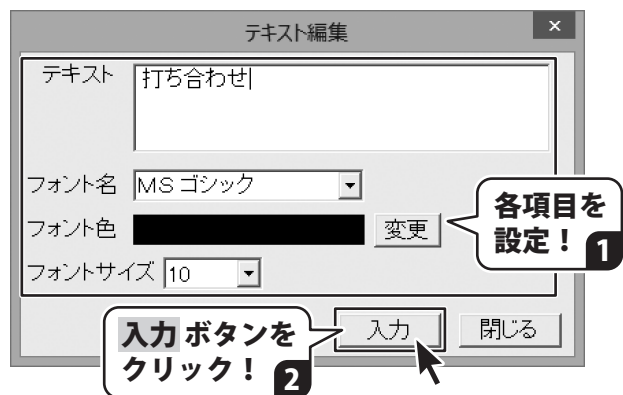 テキスト編集
×
テキスト 打ち合わせ
フォント名 MS ゴシック
フォント色 変更
フォントサイズ 10
各項目を
設定！ 1
入力 閉じる
入力 ボタンを
クリック！ 2